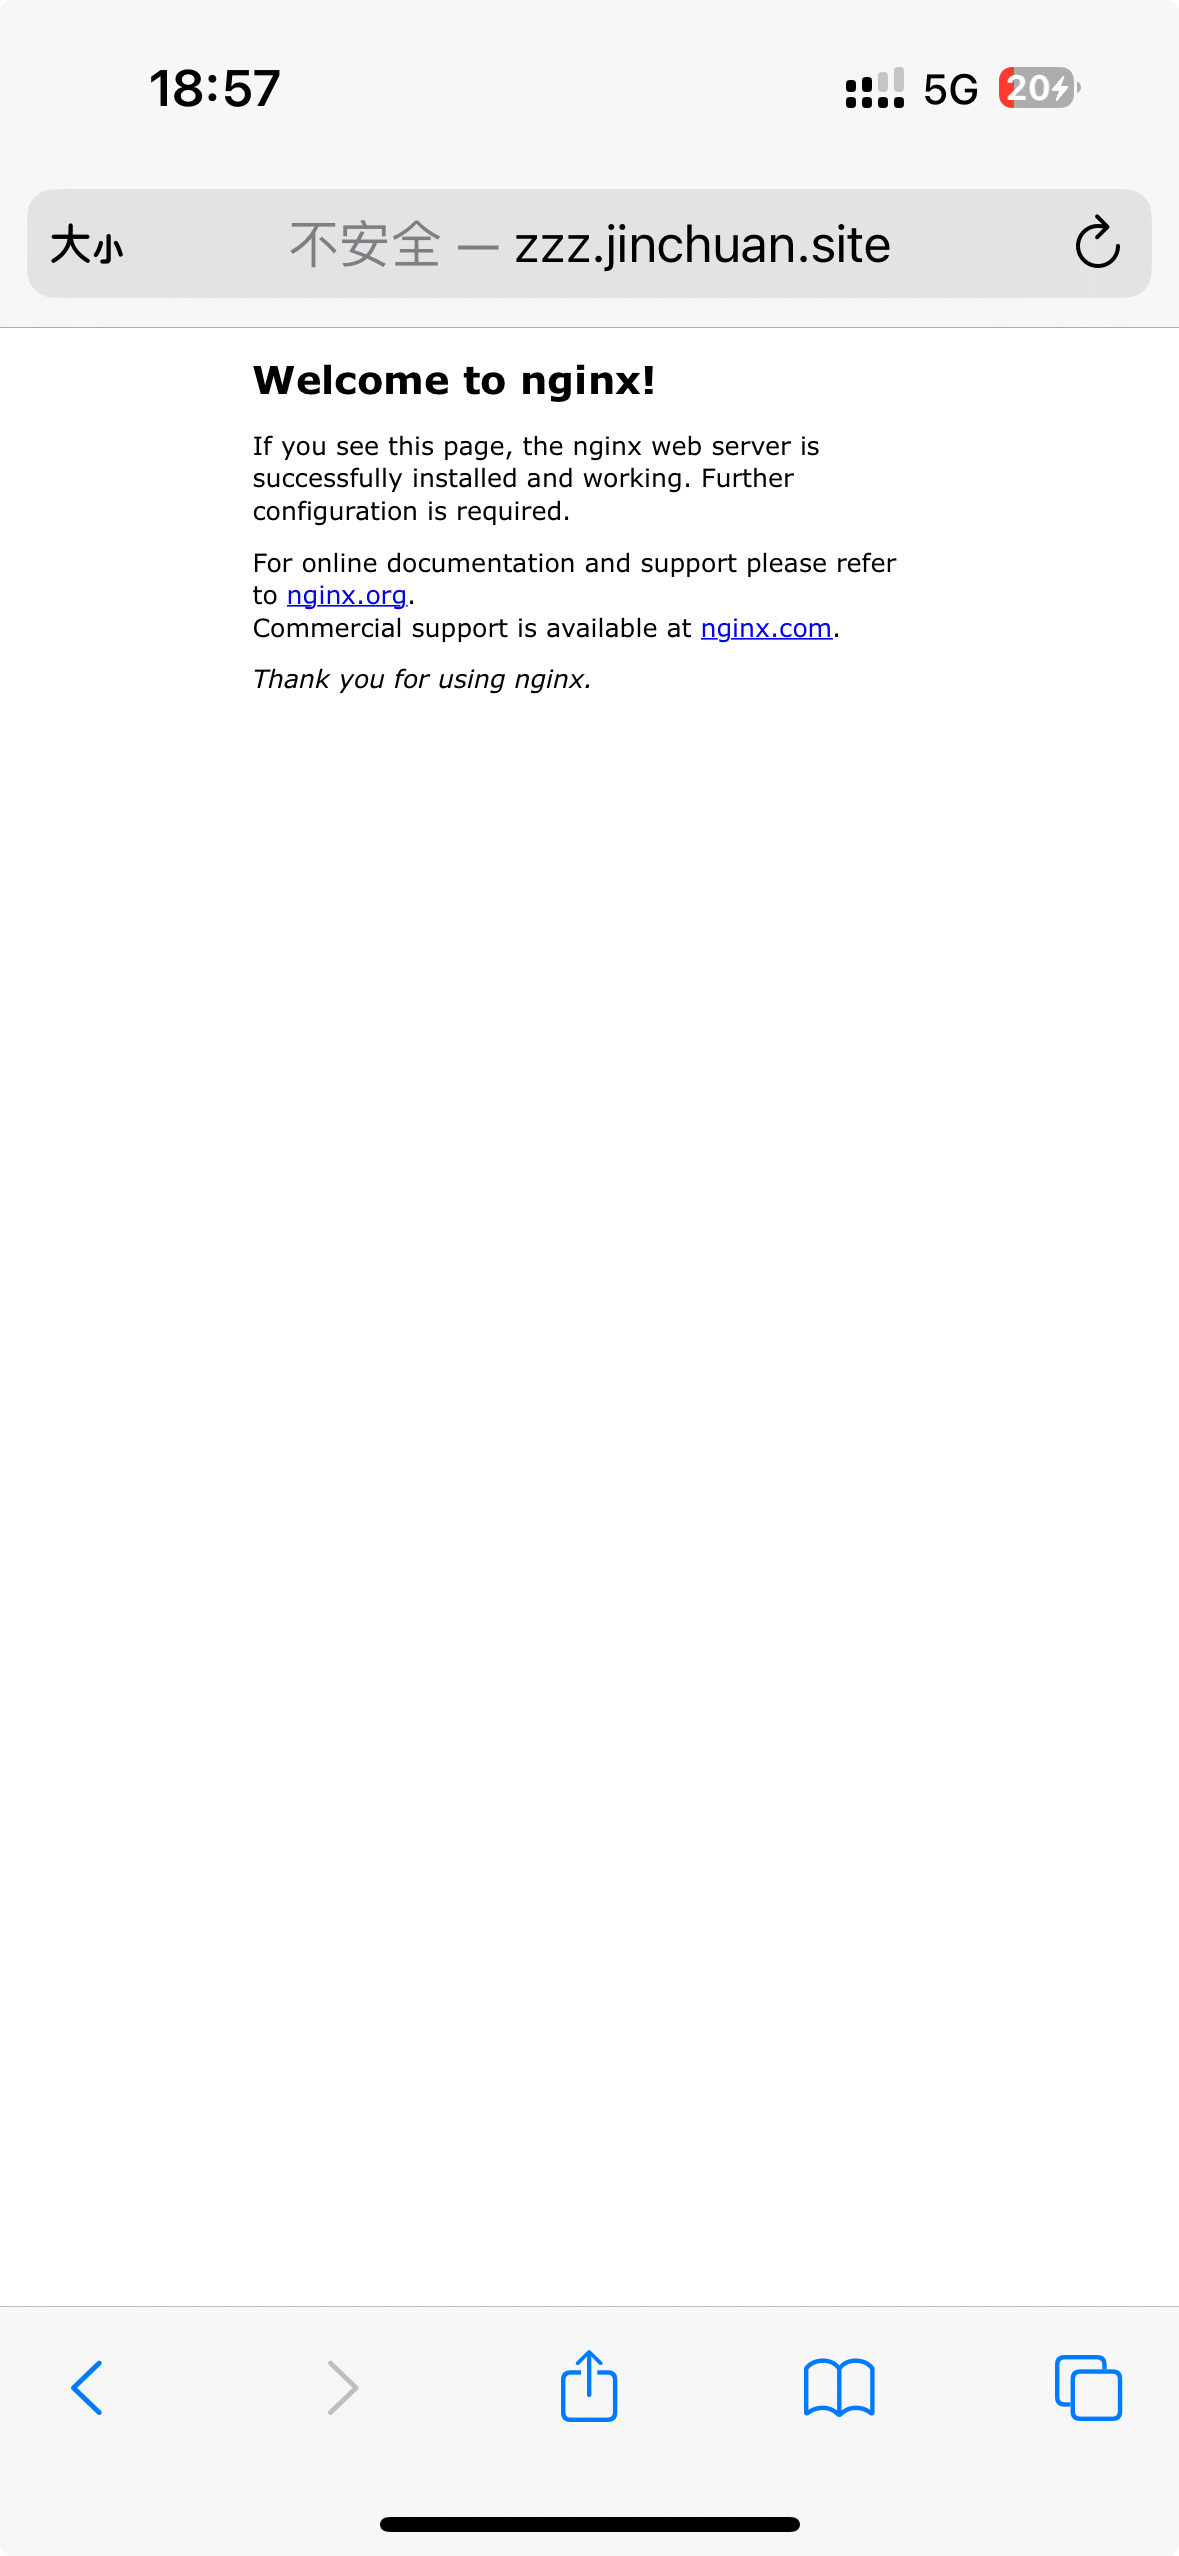 18:57
5G 20
大小 不安全 — zzz.jinchuan.site
Welcome to nginx!
If you see this page, the nginx web server is
successfully installed and working. Further
configuration is required.
For online documentation and support please refer
to nginx.org.
Commercial support is available at nginx.com.
Thank you for using nginx.